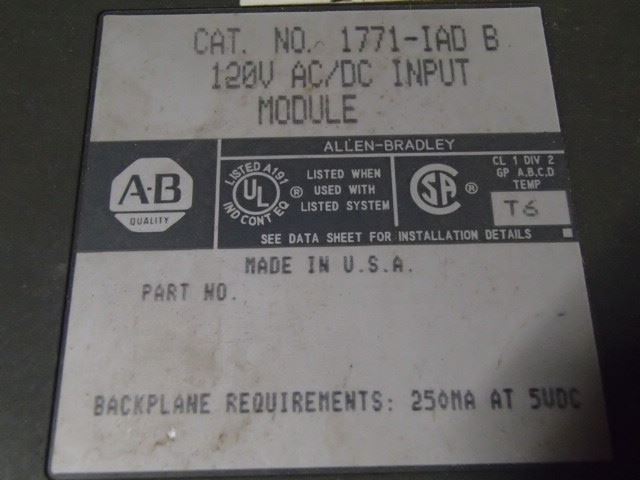 CAT. NO. 1771-IAD B
120V AC/DC INPUT
MODULE
ALLEN-BRADLEY
A-B
QUALITY
LISTED A191
UL ®
IND CONT EQ
LISTED WHEN
USED WITH
LISTED SYSTEM
SA ®
CL 1 DIV 2
GP A,B,C,D
TEMP
T6
SEE DATA SHEET FOR INSTALLATION DETAILS
MADE IN U.S.A.
PART NO.
BACKPLANE REQUIREMENTS: 250MA AT 5VDC